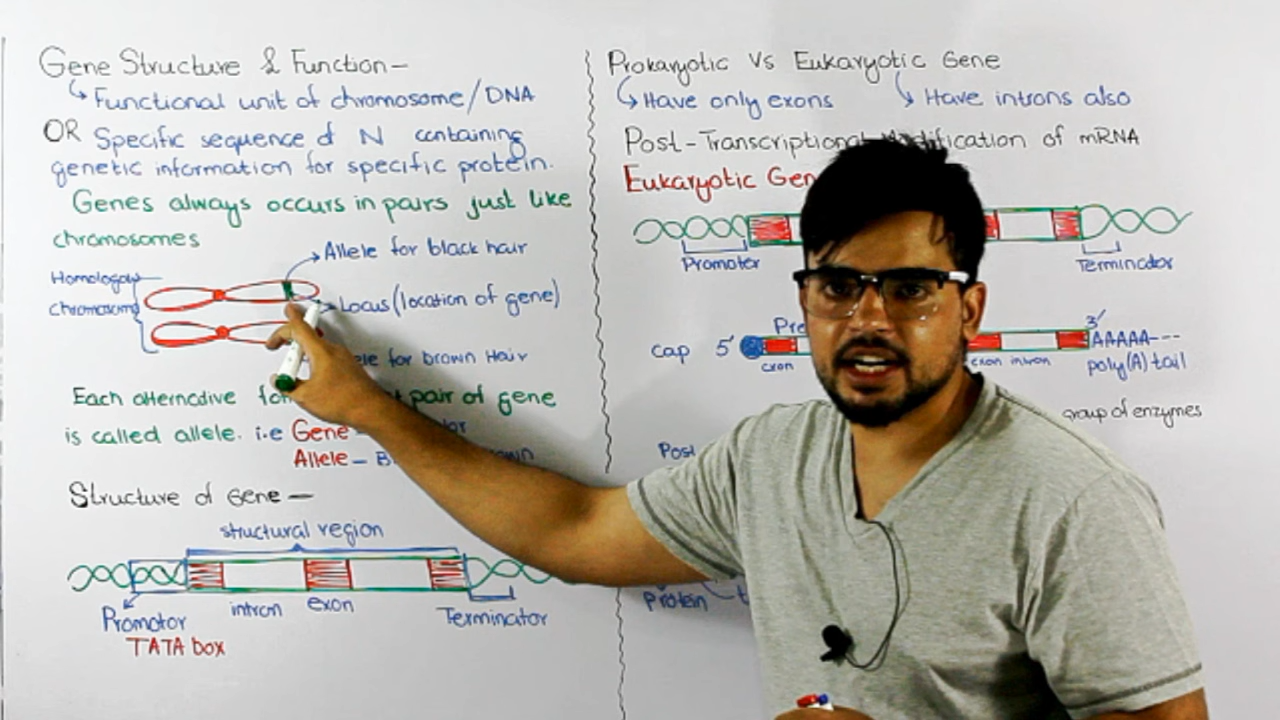 Gene Structure & Function-
Functional unit of chromosome/DNA
OR Specific sequence of N containing
genetic information for specific protein.
Genes always occurs in pairs just like
chromosomes
Allele for black hair
Homologous
chromosome
Locus (location of gene)
for brown Hair
Each alternative pair of gene
is called allele. i.e Gene
Allele -
Structure of Gene-
structural region
Promotor
intron
exon
Terminator
TATA box
Prokaryotic Vs Eukaryotic Gene
Have only exons
Have introns also
Post-Transcriptional of mRNA
Eukaryotic
Promoter
Terminator
cap 5'
3'
AAAAA---
exon
exon intron
poly(A) tail
group of enzymes
Post
Protein